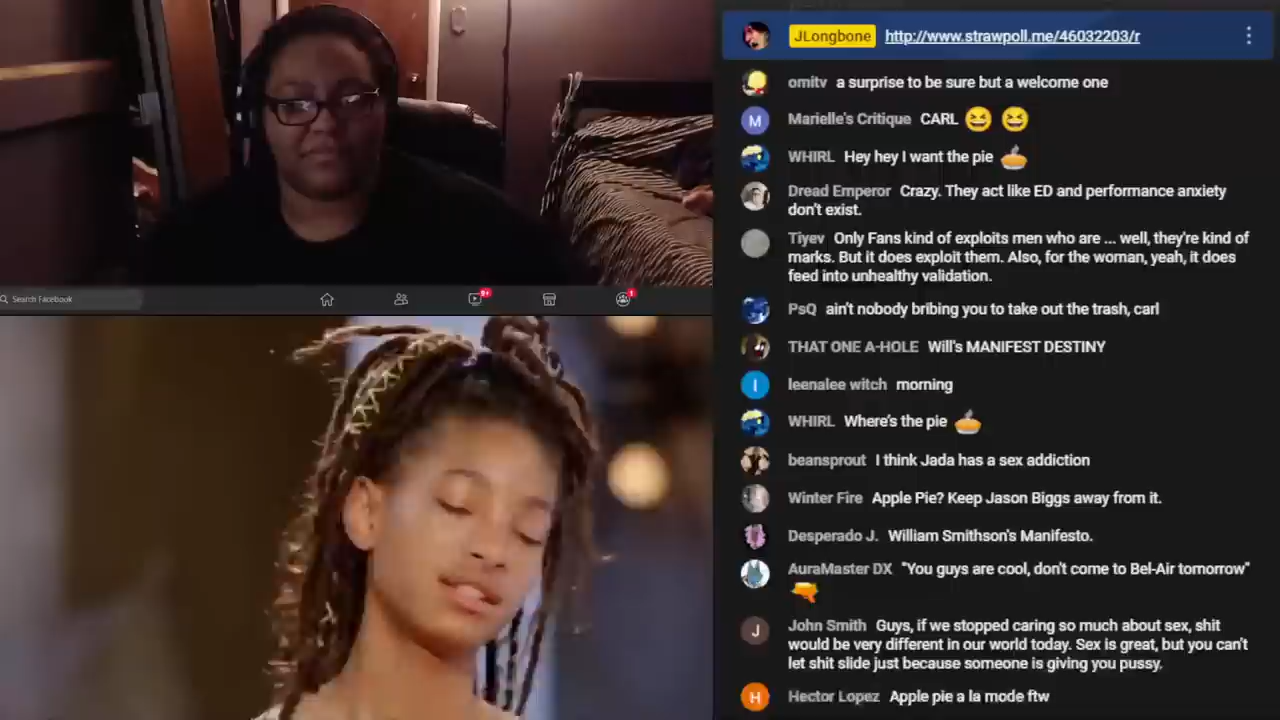 Search Facebook
9+
1
JLongbone http://www.strawpoll.me/46032203/r
omitv a surprise to be sure but a welcome one
M Marielle's Critique CARL
WHIRL Hey hey I want the pie
Dread Emperor Crazy. They act like ED and performance anxiety
don't exist.
Tiyev Only Fans kind of exploits men who are ... well, they're kind of
marks. But it does exploit them. Also, for the woman, yeah, it does
feed into unhealthy validation.
PsQ ain't nobody bribing you to take out the trash, carl
THAT ONE A-HOLE Will's MANIFEST DESTINY
l leenalee witch morning
WHIRL Where's the pie
beansprout I think Jada has a sex addiction
Winter Fire Apple Pie? Keep Jason Biggs away from it.
Desperado J. William Smithson's Manifesto.
AuraMaster DX "You guys are cool, don't come to Bel-Air tomorrow"
J John Smith Guys, if we stopped caring so much about sex, shit
would be very different in our world today. Sex is great, but you can't
let shit slide just because someone is giving you pussy.
H Hector Lopez Apple pie a la mode ftw